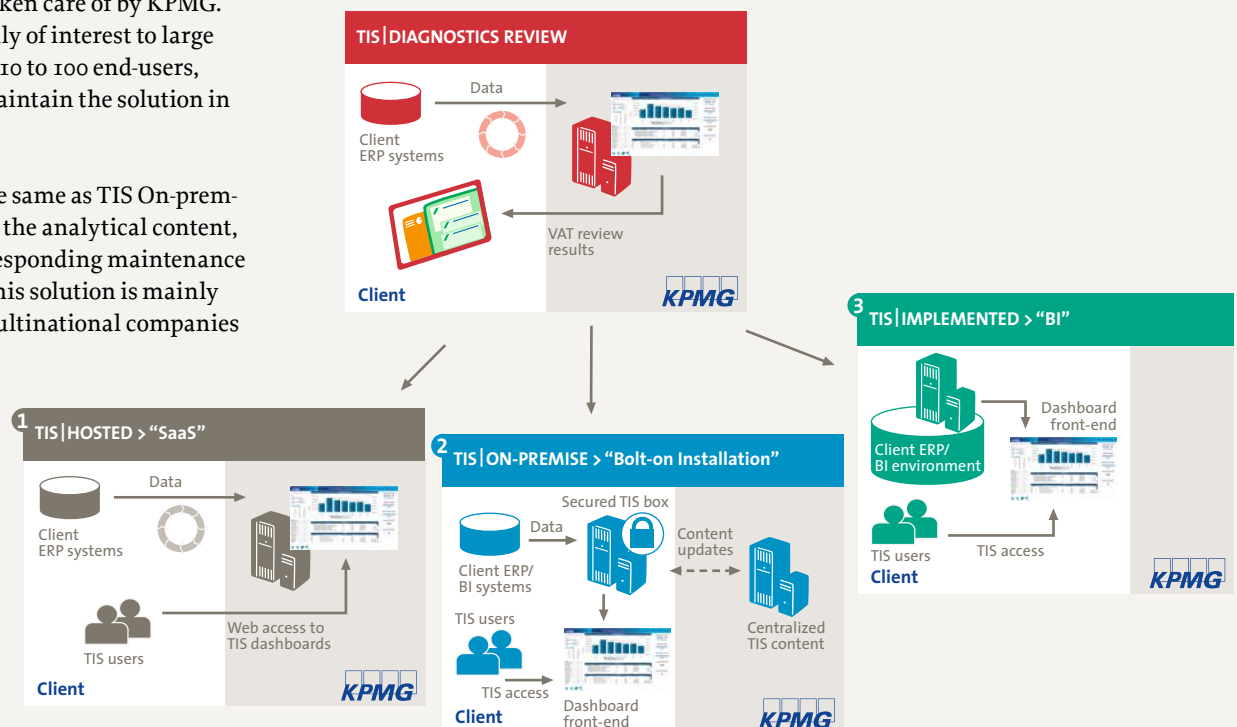 ken care of by KPMG.
ly of interest to large
10 to 100 end-users,
aintain the solution in
e same as TIS On-prem-
the analytical content,
esponding maintenance
his solution is mainly
ultinational companies
TIS|DIAGNOSTICS REVIEW
Data
Client
ERP systems
VAT review
results
Client
KPMG
1
TIS|HOSTED > “SaaS”
Data
Client
ERP systems
TIS users
Web access to
TIS dashboards
Client
KPMG
2
TIS|ON-PREMISE > “Bolt-on Installation”
Secured TIS box
Data
Content
updates
Client ERP/
BI systems
TIS users
Centralized
TIS content
TIS access
Dashboard
front-end
Client
KPMG
3
TIS|IMPLEMENTED > “BI”
Dashboard
front-end
Client ERP/
BI environment
TIS users
TIS access
Client
KPMG